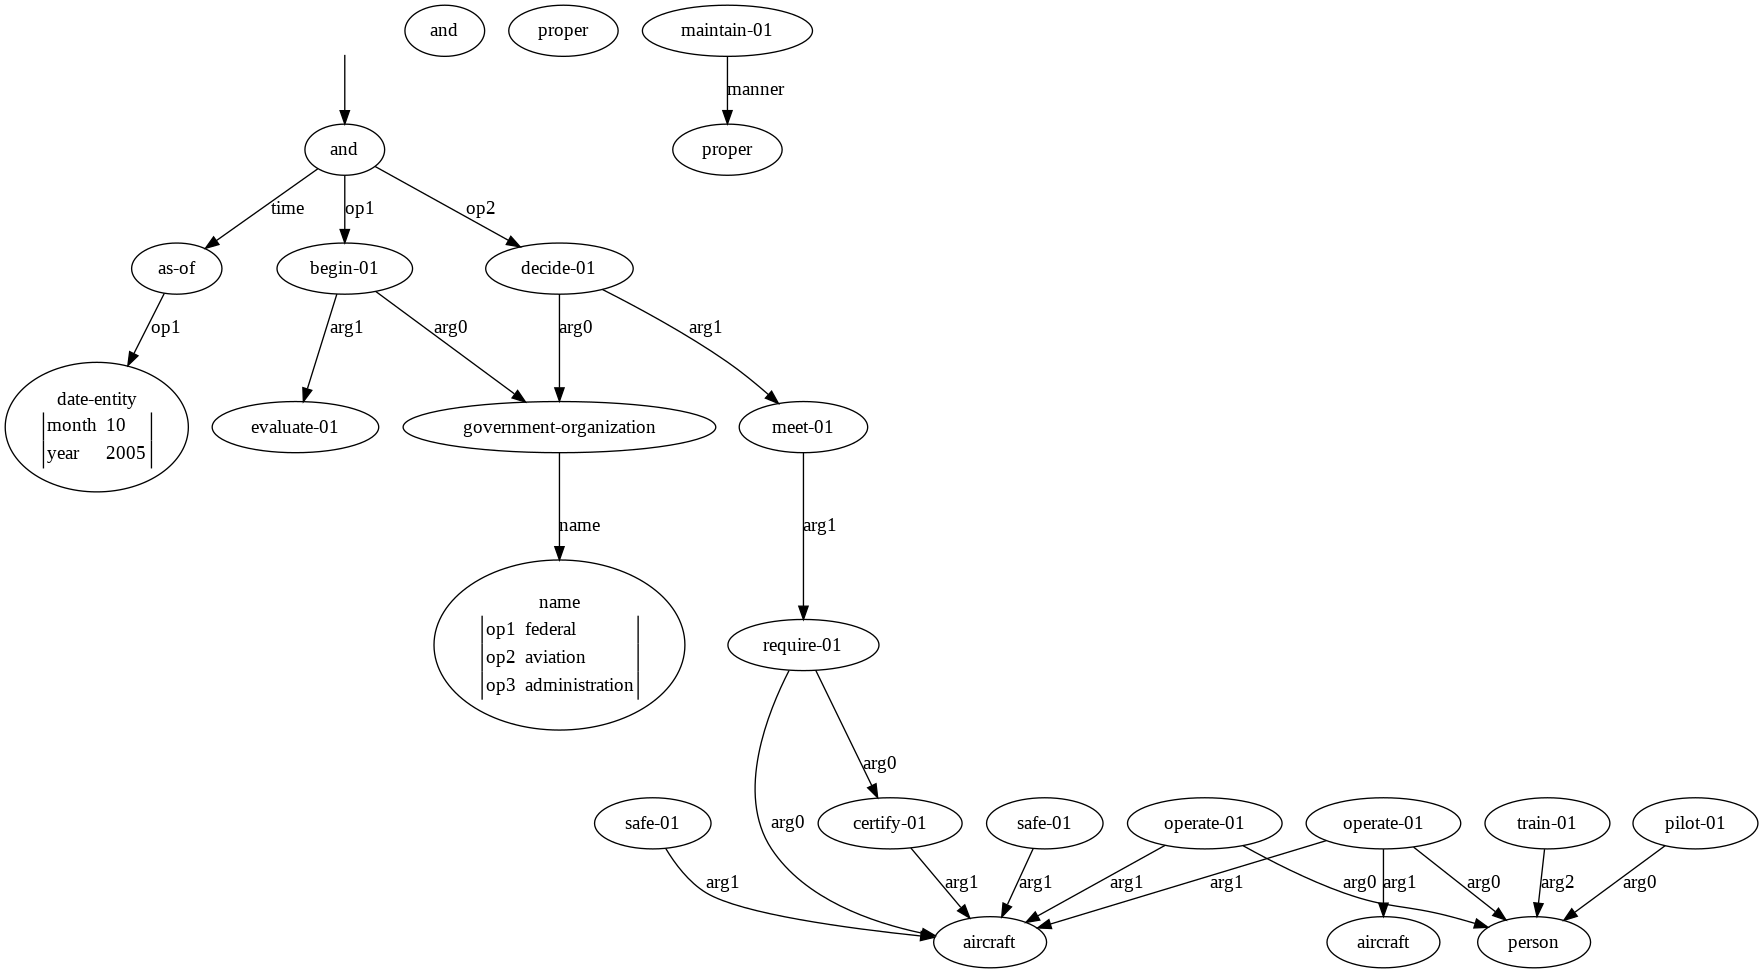 and proper maintain-01
manner
and proper
time op1 op2
as-of begin-01 decide-01
op1 arg1 arg0 arg0 arg1
date-entity
month 10
year 2005
evaluate-01 government-organization meet-01
name arg1
name
op1 federal
op2 aviation
op3 administration
require-01
arg0
arg0
safe-01 certify-01 safe-01 operate-01 operate-01 train-01 pilot-01
arg1 arg1 arg1 arg1 arg1 arg0 arg1 arg0 arg2 arg0
aircraft aircraft person